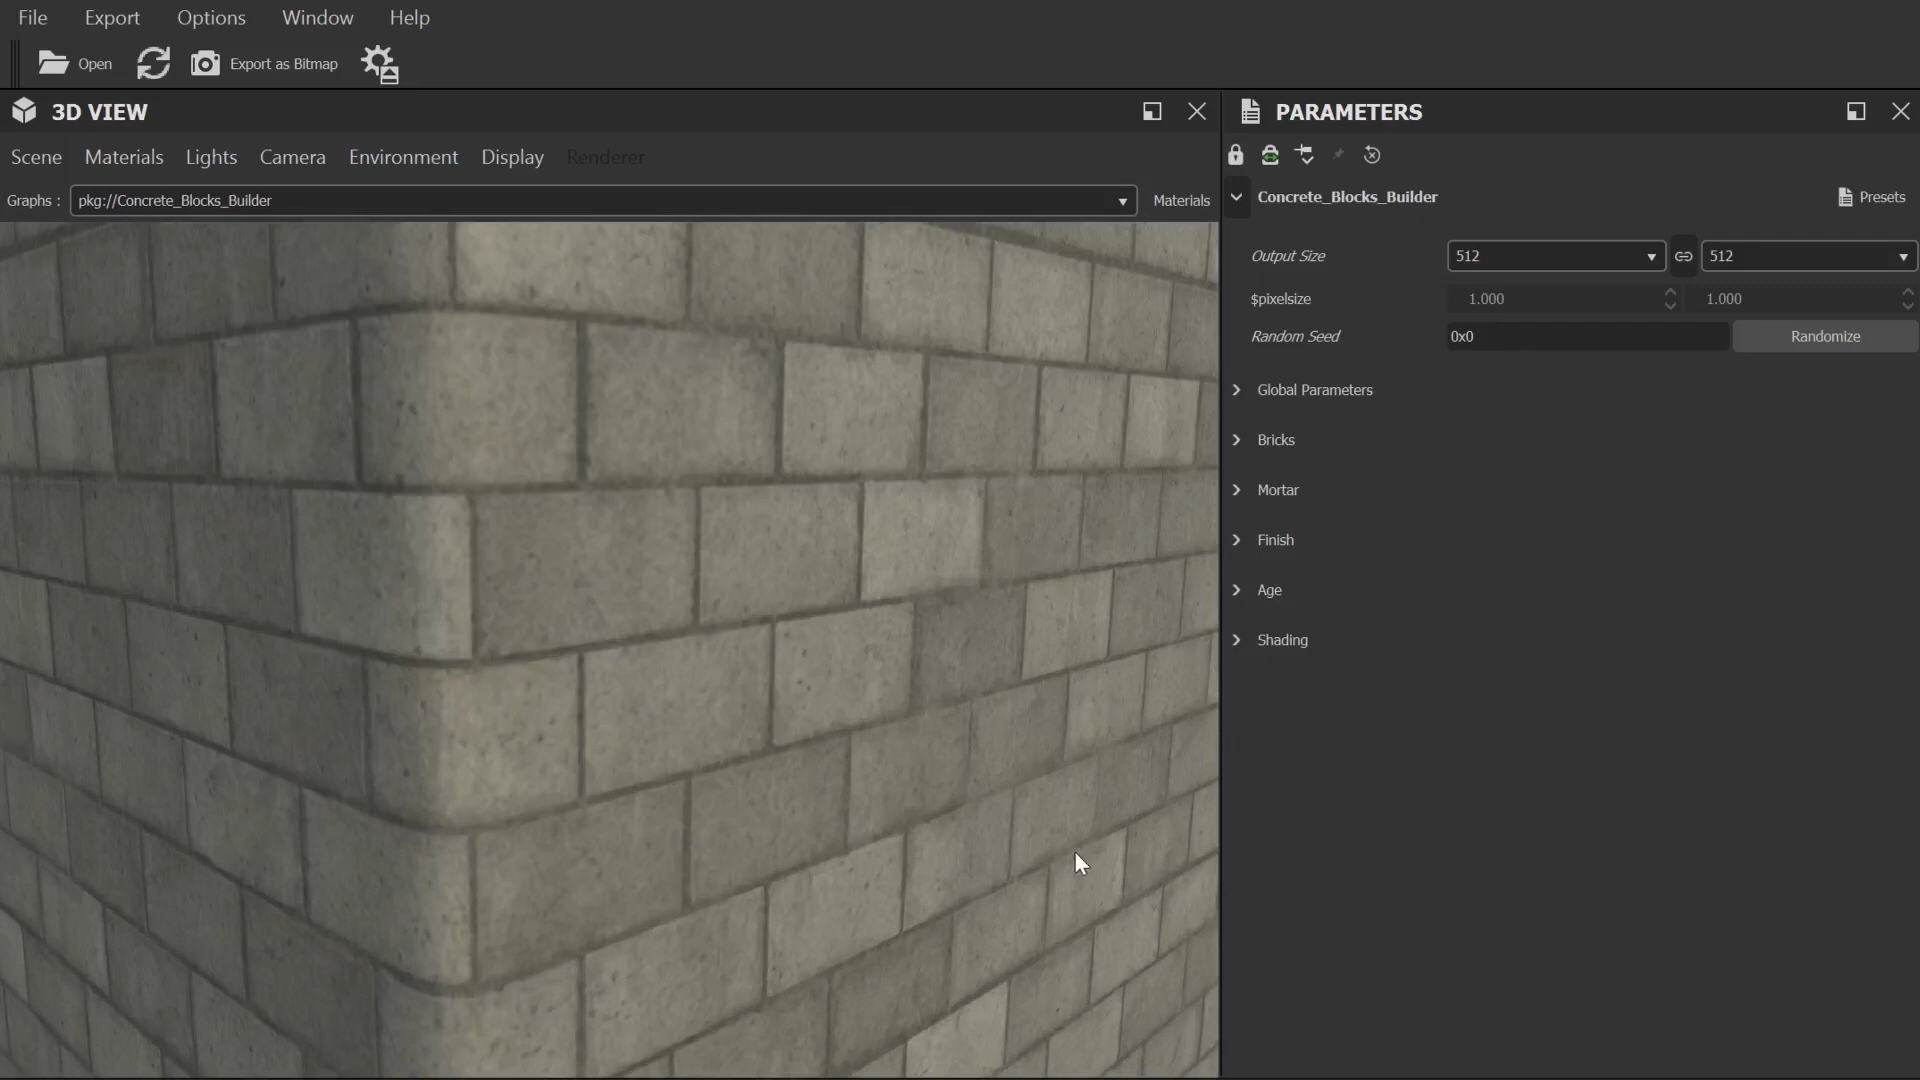 File Export Options Window Help
Open Export as Bitmap
3D VIEW
Scene Materials Lights Camera Environment Display Renderer
Graphs : pkg://Concrete_Blocks_Builder Materials
PARAMETERS
Concrete_Blocks_Builder Presets
Output Size 512 512
$pixelsize 1.000 1.000
Random Seed 0x0 Randomize
Global Parameters
Bricks
Mortar
Finish
Age
Shading